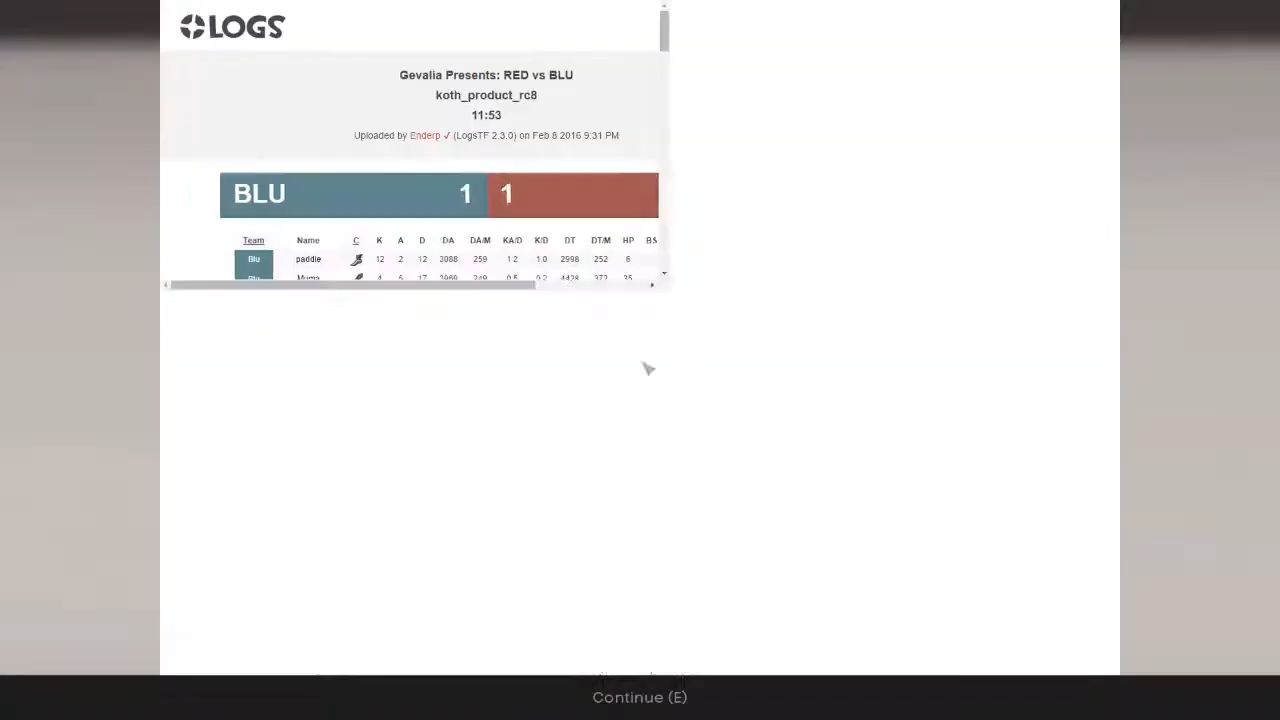 LOGS
Gevalia Presents: RED vs BLU
koth_product_rc8
11:53
Uploaded by Enderp ✓ (LogsTF 2.3.0) on Feb 8 2016 9:31 PM
BLU 1 1
Team Name C K A D DA DA/M KA/D K/D DT DT/M HP BS
Blu paddie 12 2 12 3088 259 1.2 1.0 2998 252 6
Continue (E)